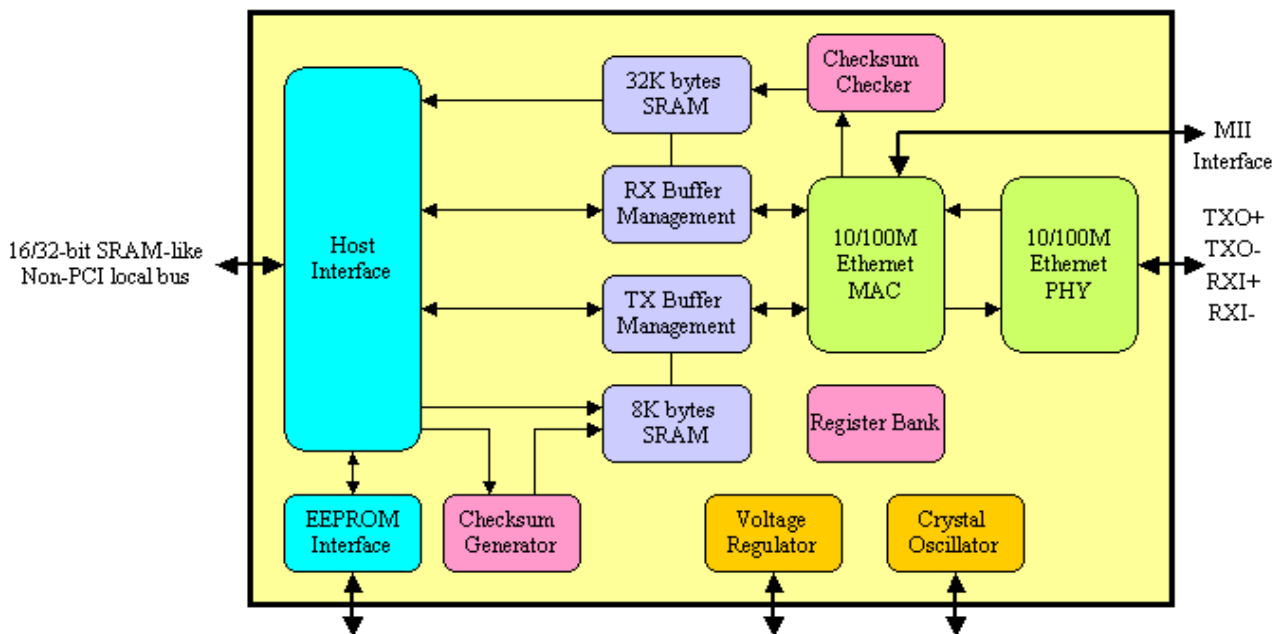 Checksum
Checker
32K bytes
SRAM
MII
Interface
RX Buffer
Management
10/100M
Ethernet
MAC
10/100M
Ethernet
PHY
TXO+
TXO-
RXI+
RXI-
16/32-bit SRAM-like
Non-PCI local bus
Host
Interface
TX Buffer
Management
8K bytes
SRAM
Register Bank
EEPROM
Interface
Checksum
Generator
Voltage
Regulator
Crystal
Oscillator